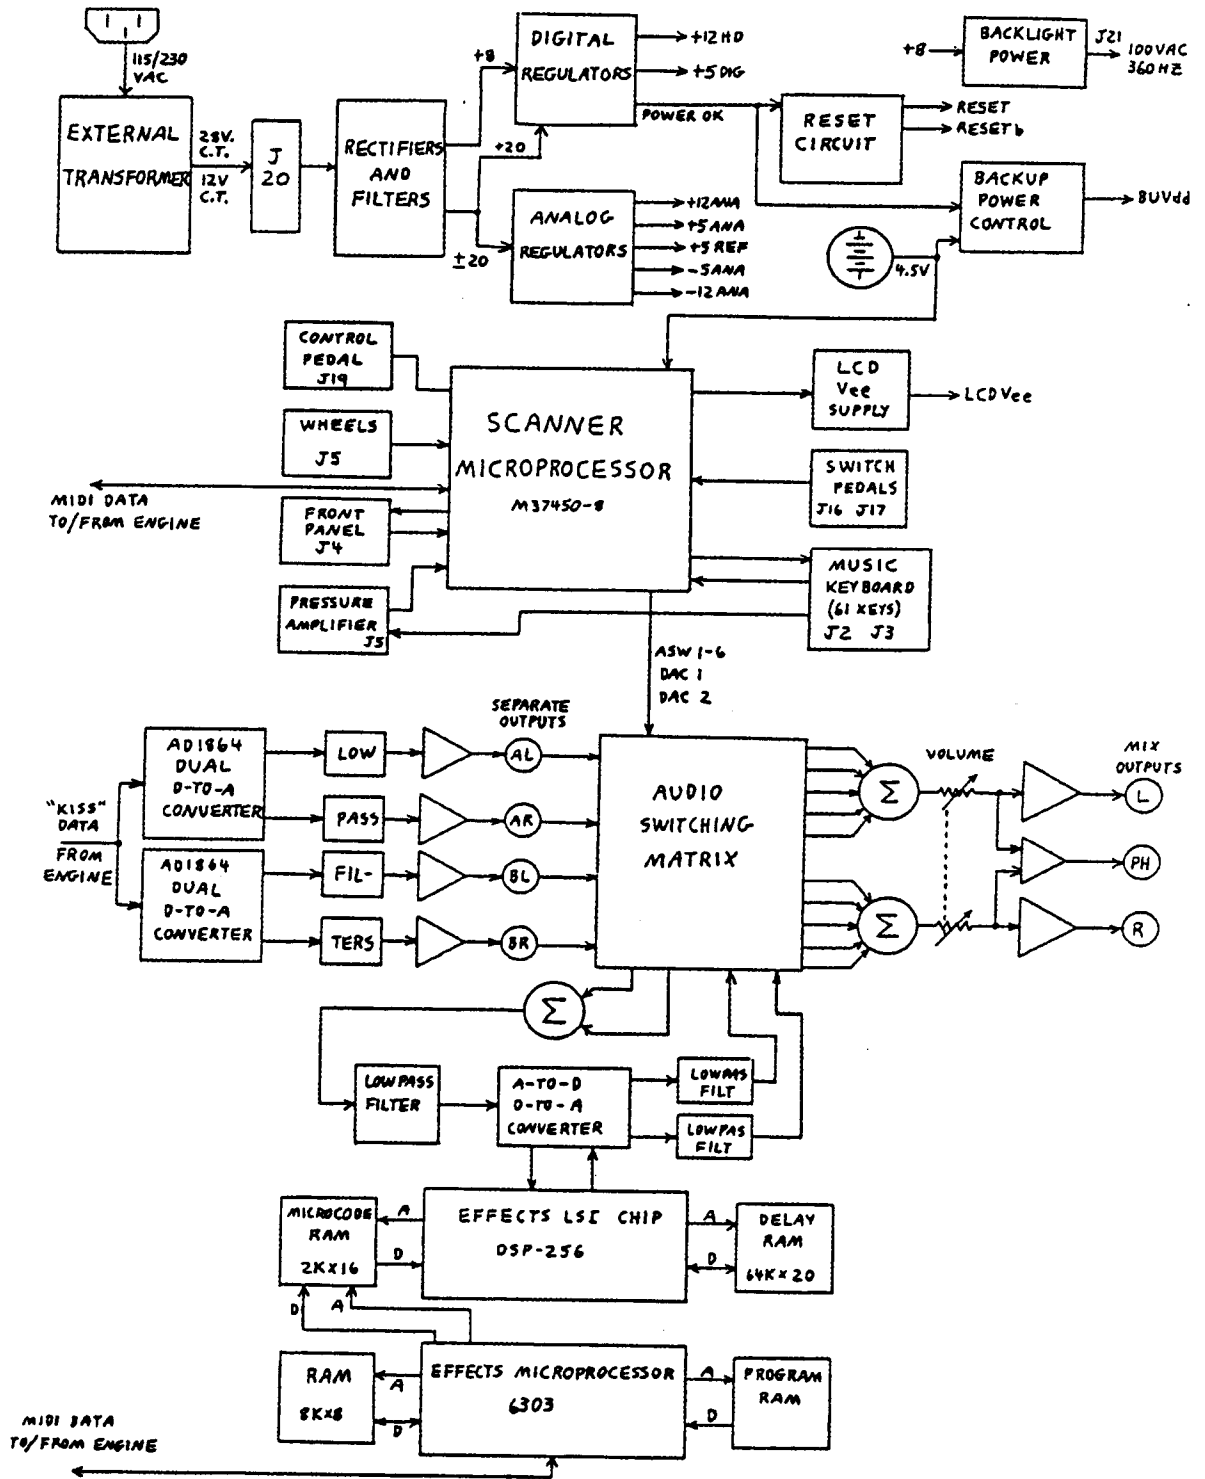 115/230
VAC
EXTERNAL
TRANSFORMER
28V.
C.T.
12V
C.T.
J
20
RECTIFIERS
AND
FILTERS
+8
+20
±20
DIGITAL
REGULATORS
+12HD
+5DIG
POWER OK
ANALOG
REGULATORS
+12ANA
+5ANA
+5REF
-5ANA
-12ANA
+8
BACKLIGHT
POWER
J21
100VAC
360HZ
RESET
CIRCUIT
RESET
RESETb
BACKUP
POWER
CONTROL
BUVdd
4.5V
CONTROL
PEDAL
J19
WHEELS
J5
MIDI DATA
TO/FROM ENGINE
FRONT
PANEL
J4
PRESSURE
AMPLIFIER
J5
SCANNER
MICROPROCESSOR
M37450-8
LCD
Vee
SUPPLY
LCDVee
SWITCH
PEDALS
J16 J17
MUSIC
KEYBOARD
(61 KEYS)
J2 J3
ASW 1-6
DAC 1
DAC 2
"KISS"
DATA
FROM
ENGINE
AD1864
DUAL
D-TO-A
CONVERTER
AD1864
DUAL
D-TO-A
CONVERTER
LOW
PASS
FIL-
TERS
SEPARATE
OUTPUTS
AL
AR
BL
BR
AUDIO
SWITCHING
MATRIX
Σ
Σ
VOLUME
MIX
OUTPUTS
L
PH
R
Σ
LOWPASS
FILTER
A-TO-D
D-TO-A
CONVERTER
LOWPAS
FILT
LOWPAS
FILT
MICROCODE
RAM
2KX16
A
D
EFFECTS LSI CHIP
DSP-256
A
D
DELAY
RAM
64KX20
D
A
RAM
8KX8
A
D
EFFECTS MICROPROCESSOR
6303
A
D
PROGRAM
RAM
MIDI DATA
TO/FROM ENGINE